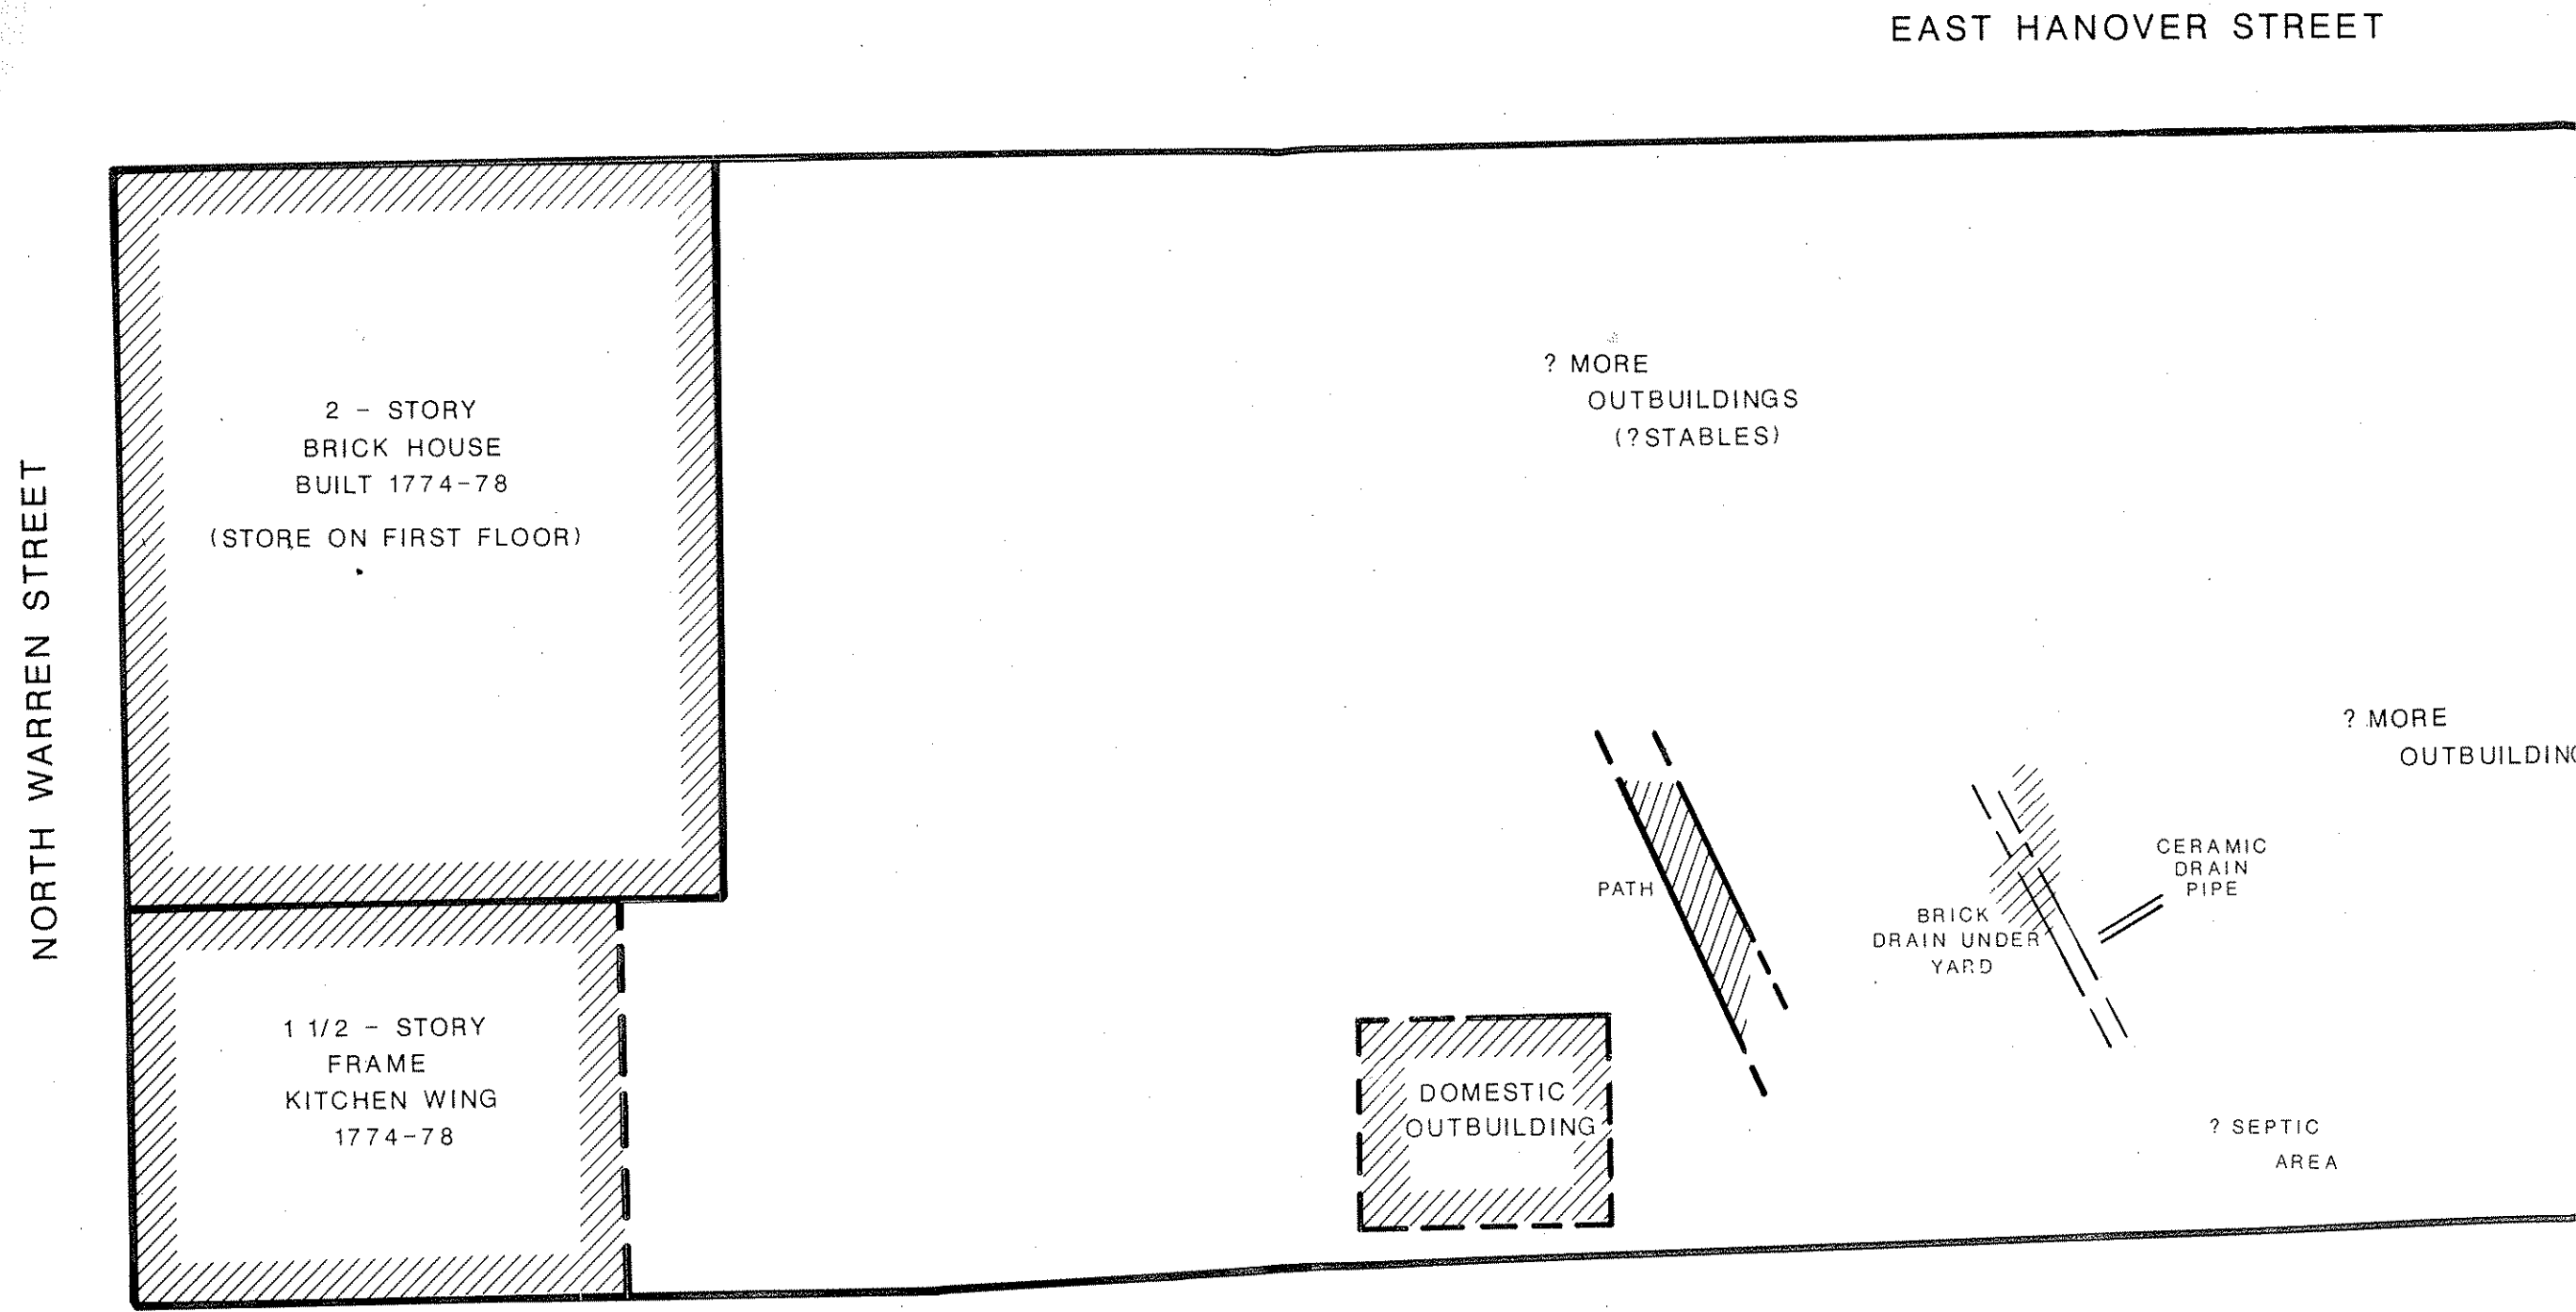 EAST HANOVER STREET
NORTH WARREN STREET
2 - STORY
BRICK HOUSE
BUILT 1774-78
(STORE ON FIRST FLOOR)
1 1/2 - STORY
FRAME
KITCHEN WING
1774-78
? MORE
OUTBUILDINGS
(?STABLES)
DOMESTIC
OUTBUILDING
PATH
BRICK
DRAIN UNDER
YARD
CERAMIC
DRAIN
PIPE
? MORE
OUTBUILDING
? SEPTIC
AREA